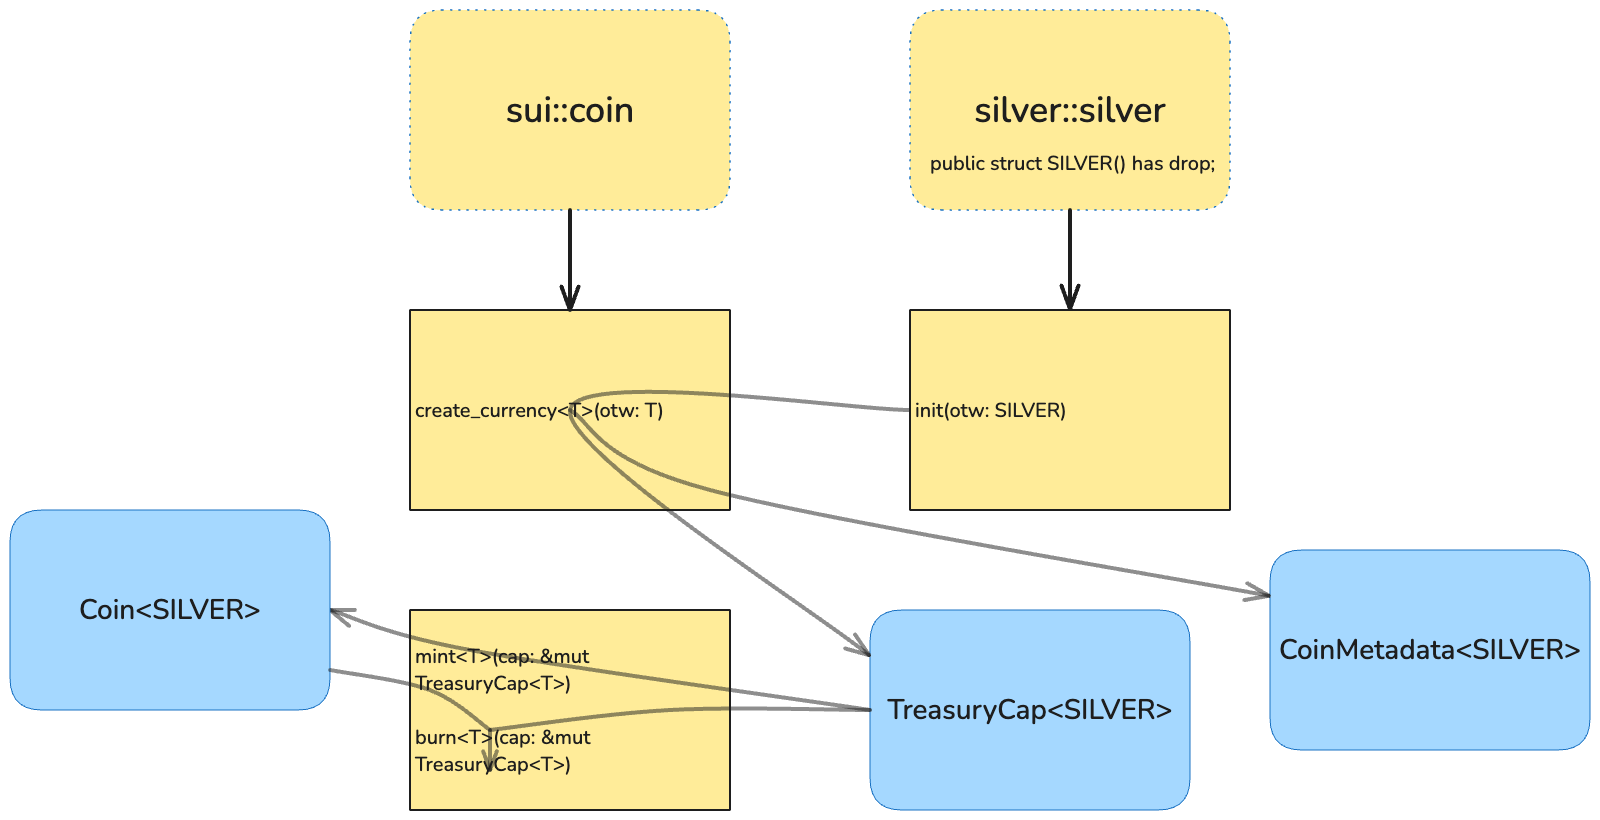 sui::coin
silver::silver
public struct SILVER() has drop;
create_currency<T>(otw: T)
init(otw: SILVER)
Coin<SILVER>
mint<T>(cap: &mut
TreasuryCap<T>)
burn<T>(cap: &mut
TreasuryCap<T>)
TreasuryCap<SILVER>
CoinMetadata<SILVER>